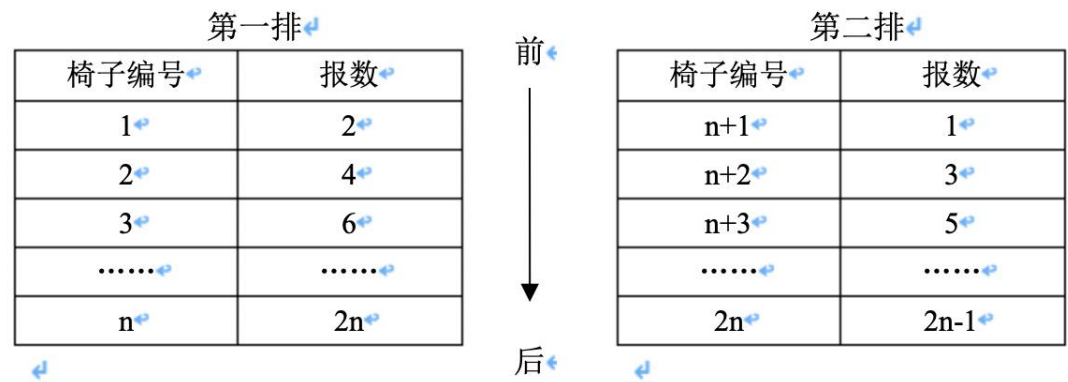 第一排 前 第二排
椅子编号 报数 椅子编号 报数
1 2 n+1 1
2 4 n+2 3
3 6 n+3 5
…… …… …… ……
n 2n 2n 2n-1
后